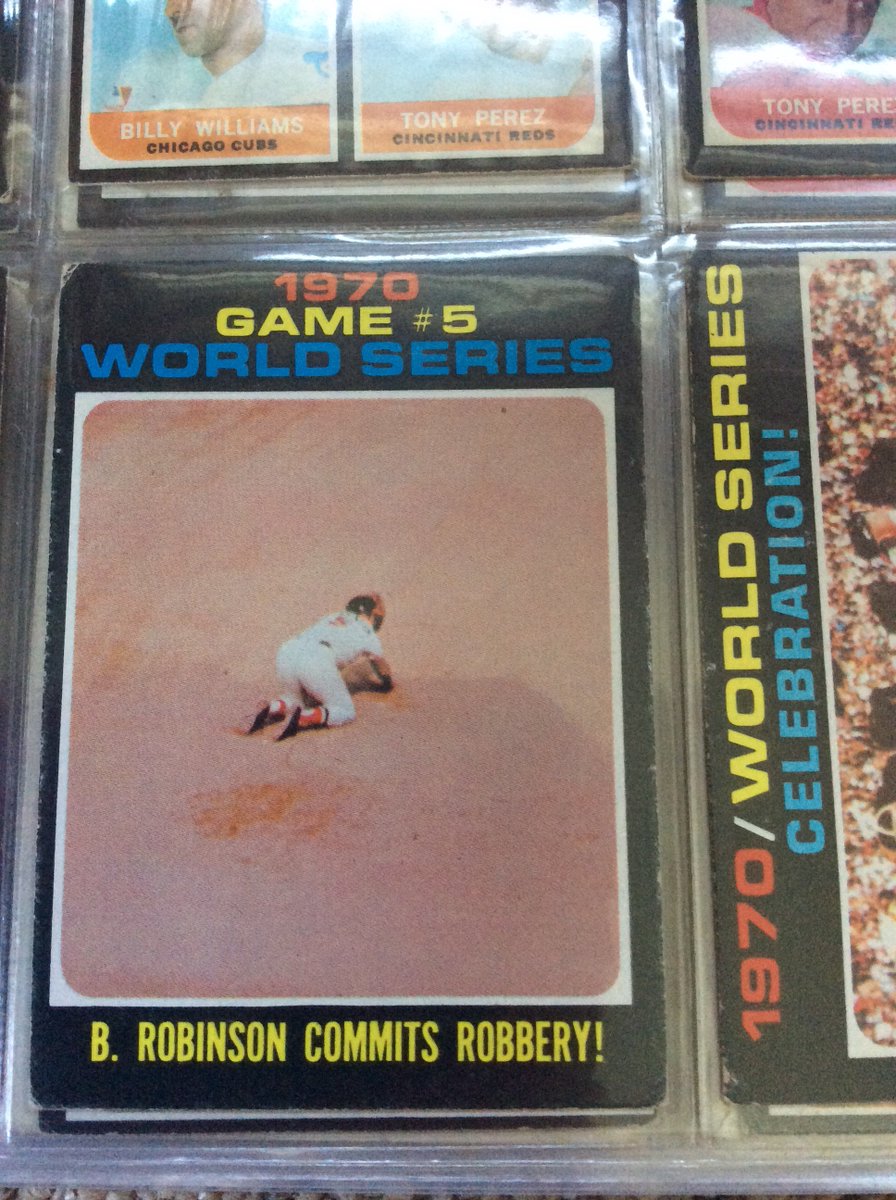 BILLY WILLIAMS
CHICAGO CUBS
TONY PEREZ
CINCINNATI REDS
TONY PERE
CINCINNATI RE
1970
GAME #5
WORLD SERIES
B. ROBINSON COMMITS ROBBERY!
1970/WORLD SERIES
CELEBRATION!